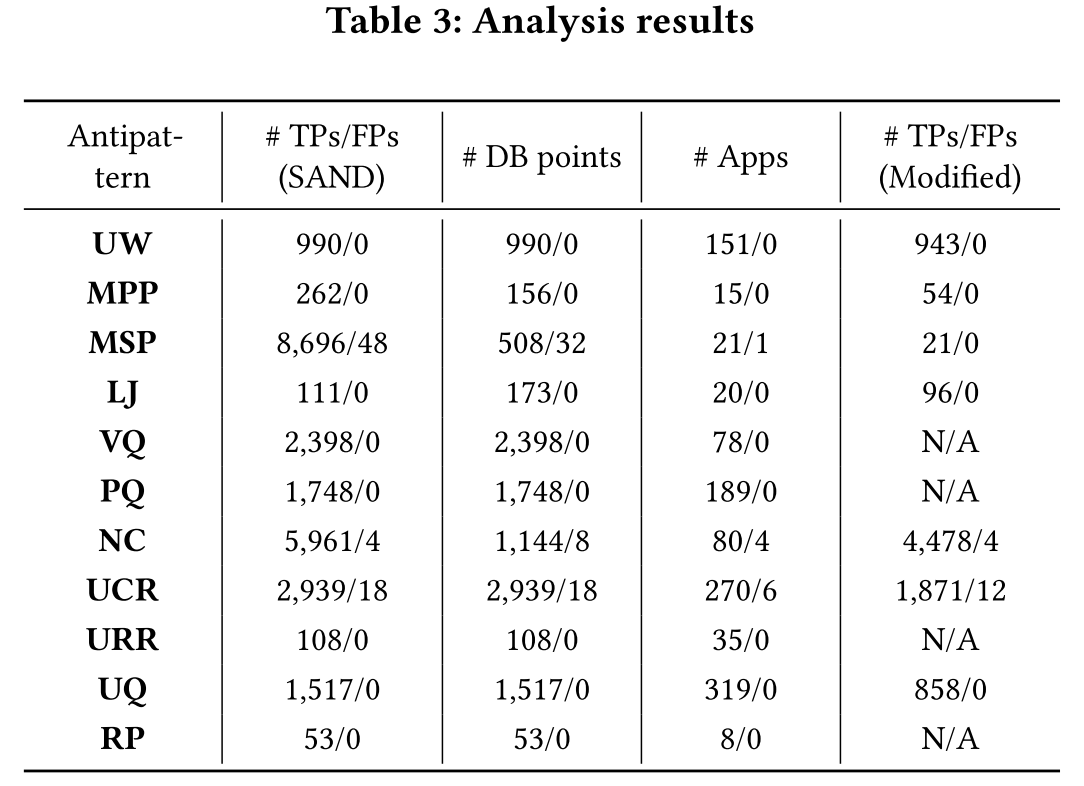 Table 3: Analysis results
Antipat-
tern
# TPs/FPs
(SAND)
# DB points
# Apps
# TPs/FPs
(Modified)
UW 990/0 990/0 151/0 943/0
MPP 262/0 156/0 15/0 54/0
MSP 8,696/48 508/32 21/1 21/0
LJ 111/0 173/0 20/0 96/0
VQ 2,398/0 2,398/0 78/0 N/A
PQ 1,748/0 1,748/0 189/0 N/A
NC 5,961/4 1,144/8 80/4 4,478/4
UCR 2,939/18 2,939/18 270/6 1,871/12
URR 108/0 108/0 35/0 N/A
UQ 1,517/0 1,517/0 319/0 858/0
RP 53/0 53/0 8/0 N/A